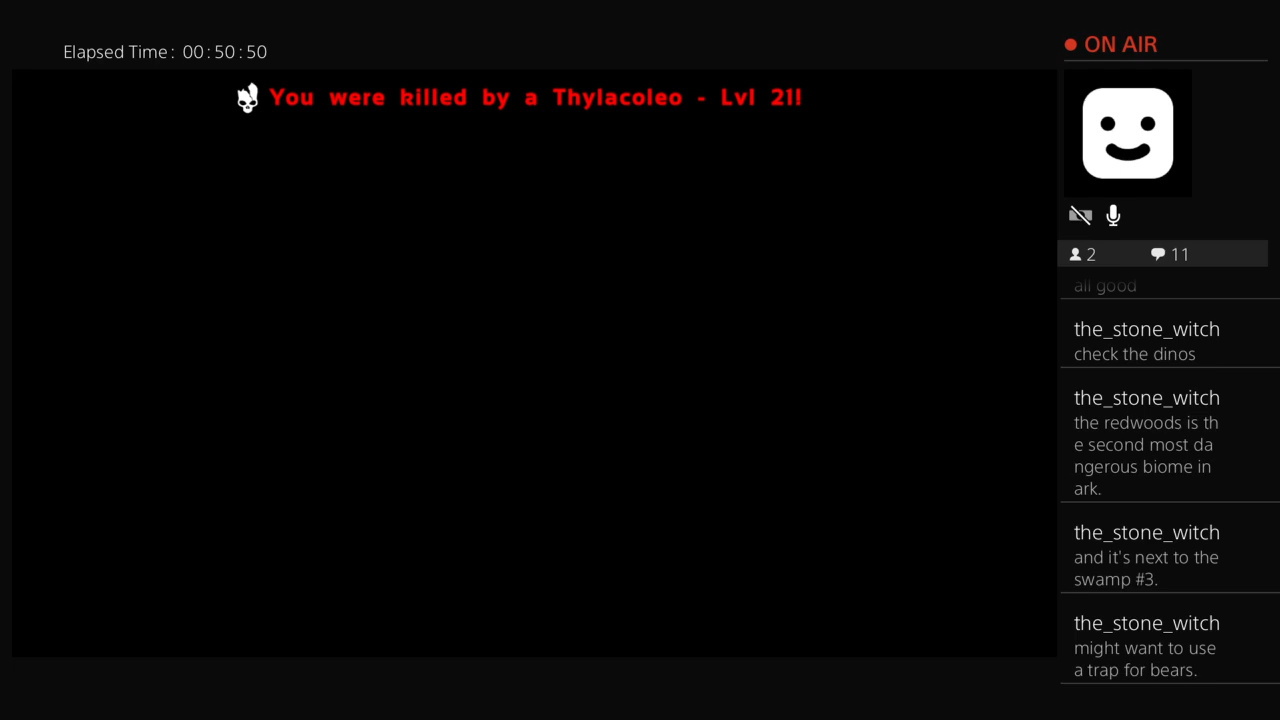 Elapsed Time: 00:50:50
You were killed by a Thylacoleo - Lvl 21!
ON AIR
2 11
all good
the_stone_witch
check the dinos
the_stone_witch
the redwoods is th
e second most da
ngerous biome in
ark.
the_stone_witch
and it's next to the
swamp #3.
the_stone_witch
might want to use
a trap for bears.